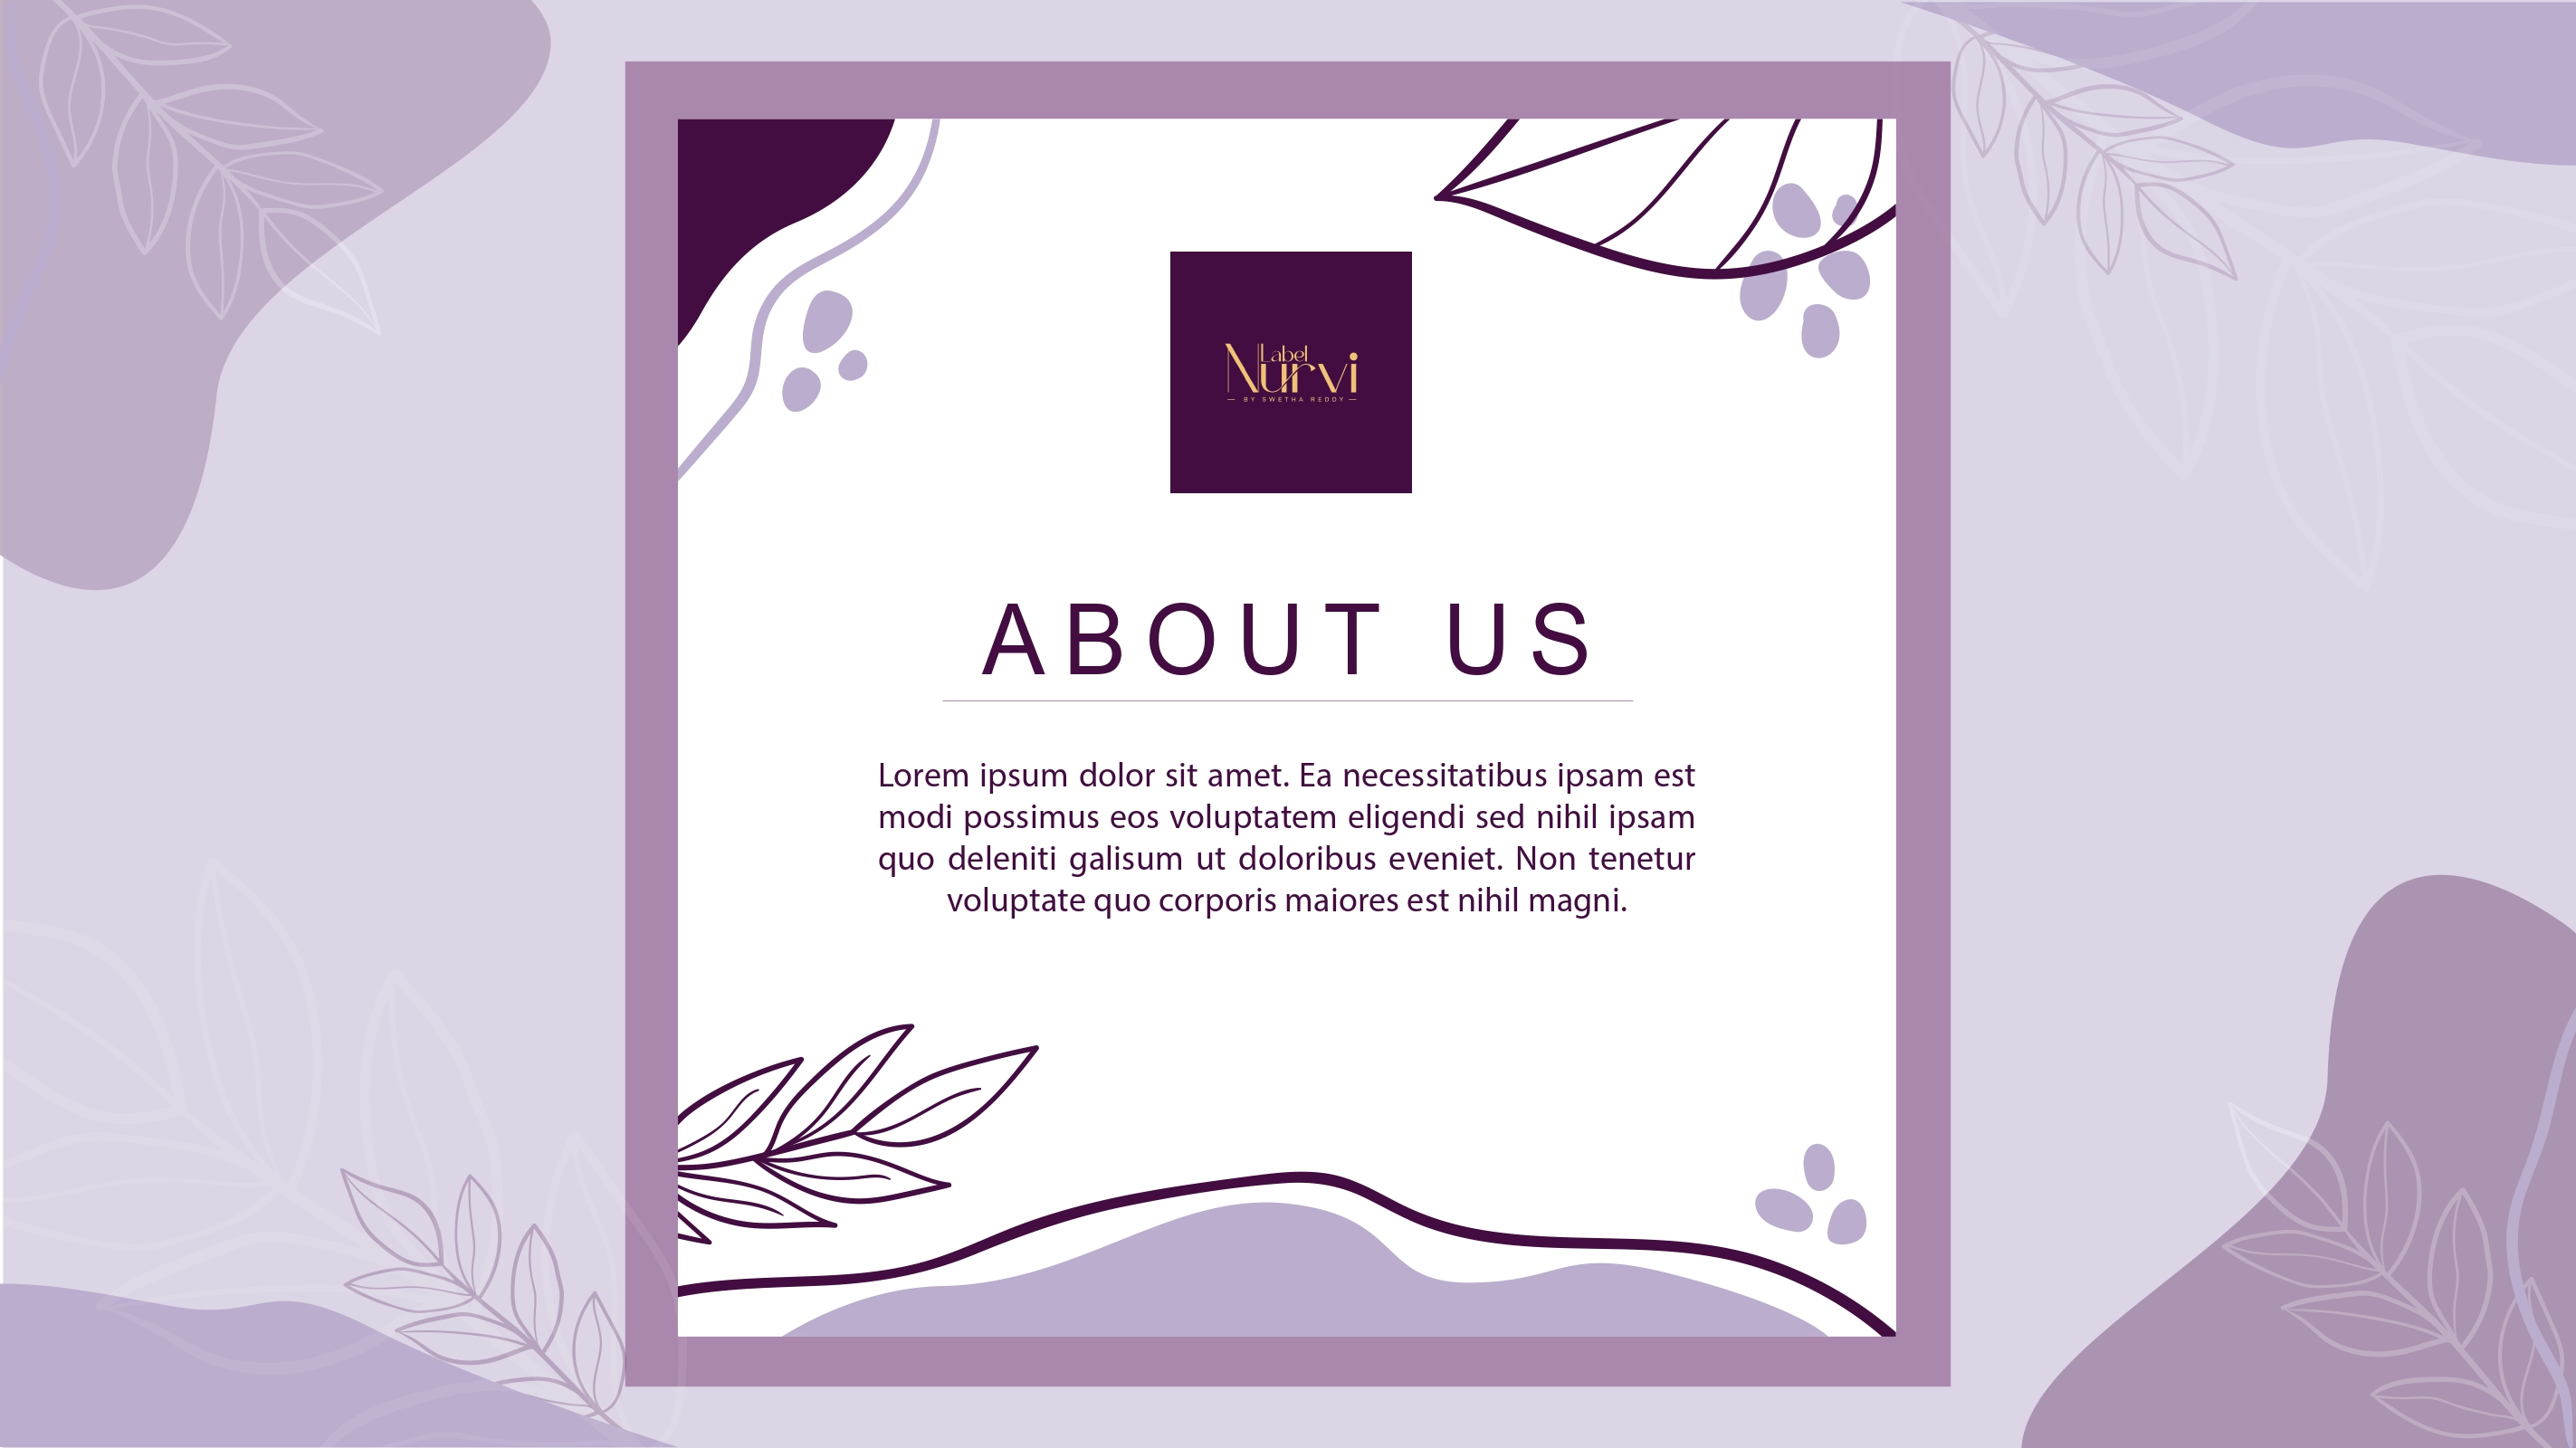 Label
Nurvi
— BY SWETHA REDDY —
ABOUT US
Lorem ipsum dolor sit amet. Ea necessitatibus ipsam est
modi possimus eos voluptatem eligendi sed nihil ipsam
quo deleniti galisum ut doloribus eveniet. Non tenetur
voluptate quo corporis maiores est nihil magni.